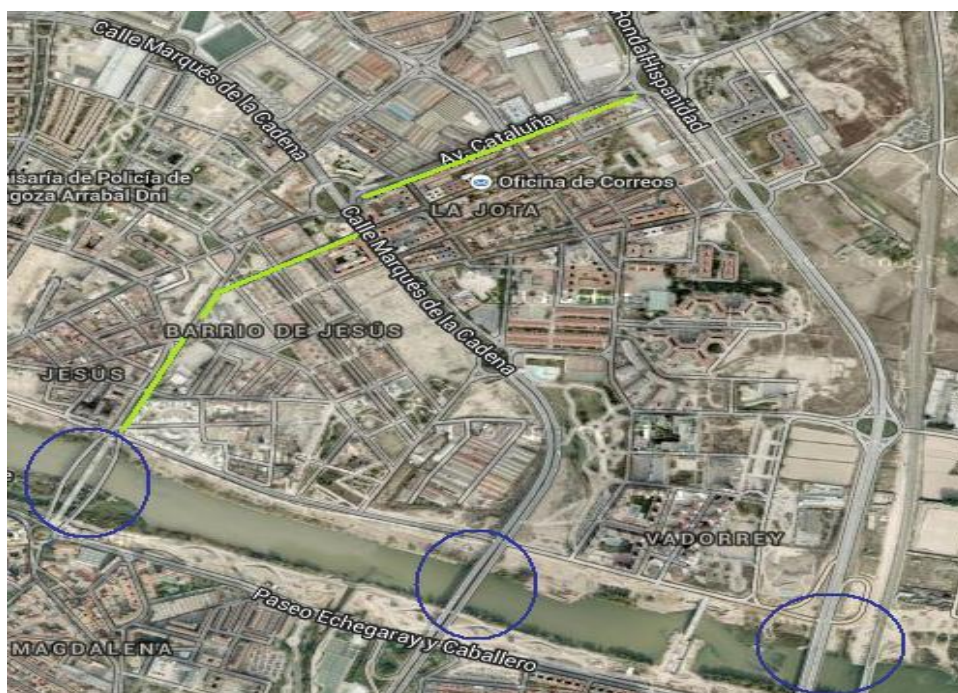 Calle Marqués de la Cadena
Ronda Hispanidad
Av. Cataluña
isaría de Policía de
goza Arrabal Dni
Oficina de Correos
LA JOTA
Calle Marqués de la Cadena
BARRIO DE JESÚS
JESÚS
e
VADORREY
Paseo Echegaray y Caballero
MAGDALENA